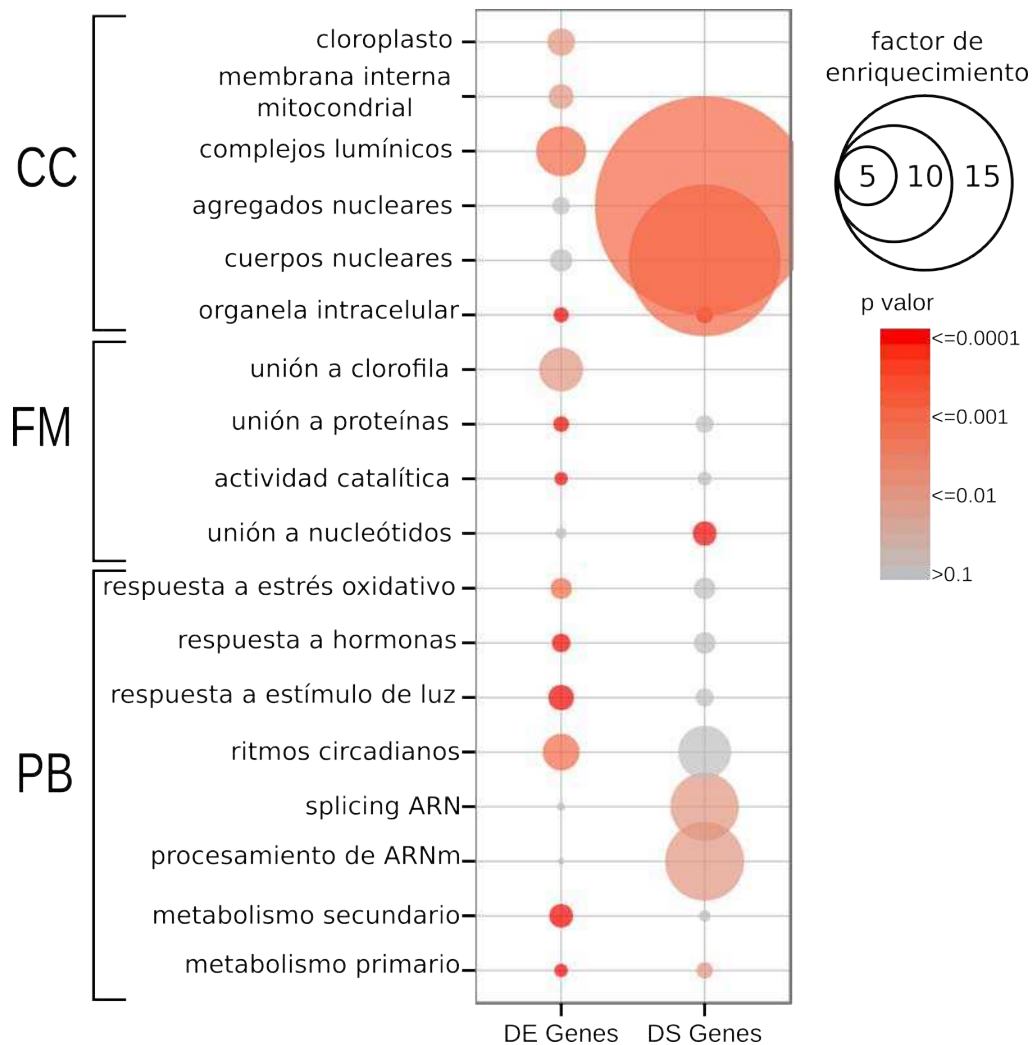 CC
cloroplasto
membrana interna
mitocondrial
complejos lumínicos
agregados nucleares
cuerpos nucleares
organela intracelular
FM
unión a clorofila
unión a proteínas
actividad catalítica
unión a nucleótidos
PB
respuesta a estrés oxidativo
respuesta a hormonas
respuesta a estímulo de luz
ritmos circadianos
splicing ARN
procesamiento de ARNm
metabolismo secundario
metabolismo primario
DE Genes DS Genes
factor de
enriquecimiento
5 10 15
p valor
<=0.0001
<=0.001
<=0.01
>0.1